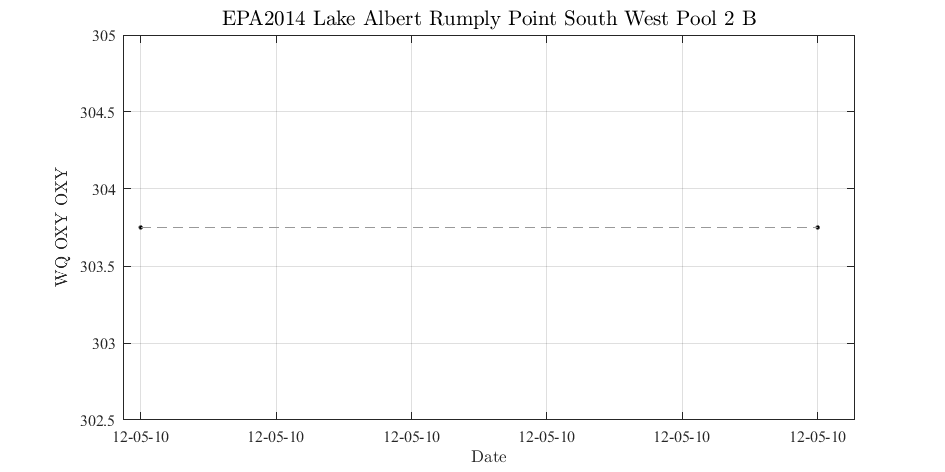 EPA2014 Lake Albert Rumply Point South West Pool 2 B
305
304.5
304
303.5
303
302.5
WQ OXY OXY
12-05-10 12-05-10 12-05-10 12-05-10 12-05-10 12-05-10
Date